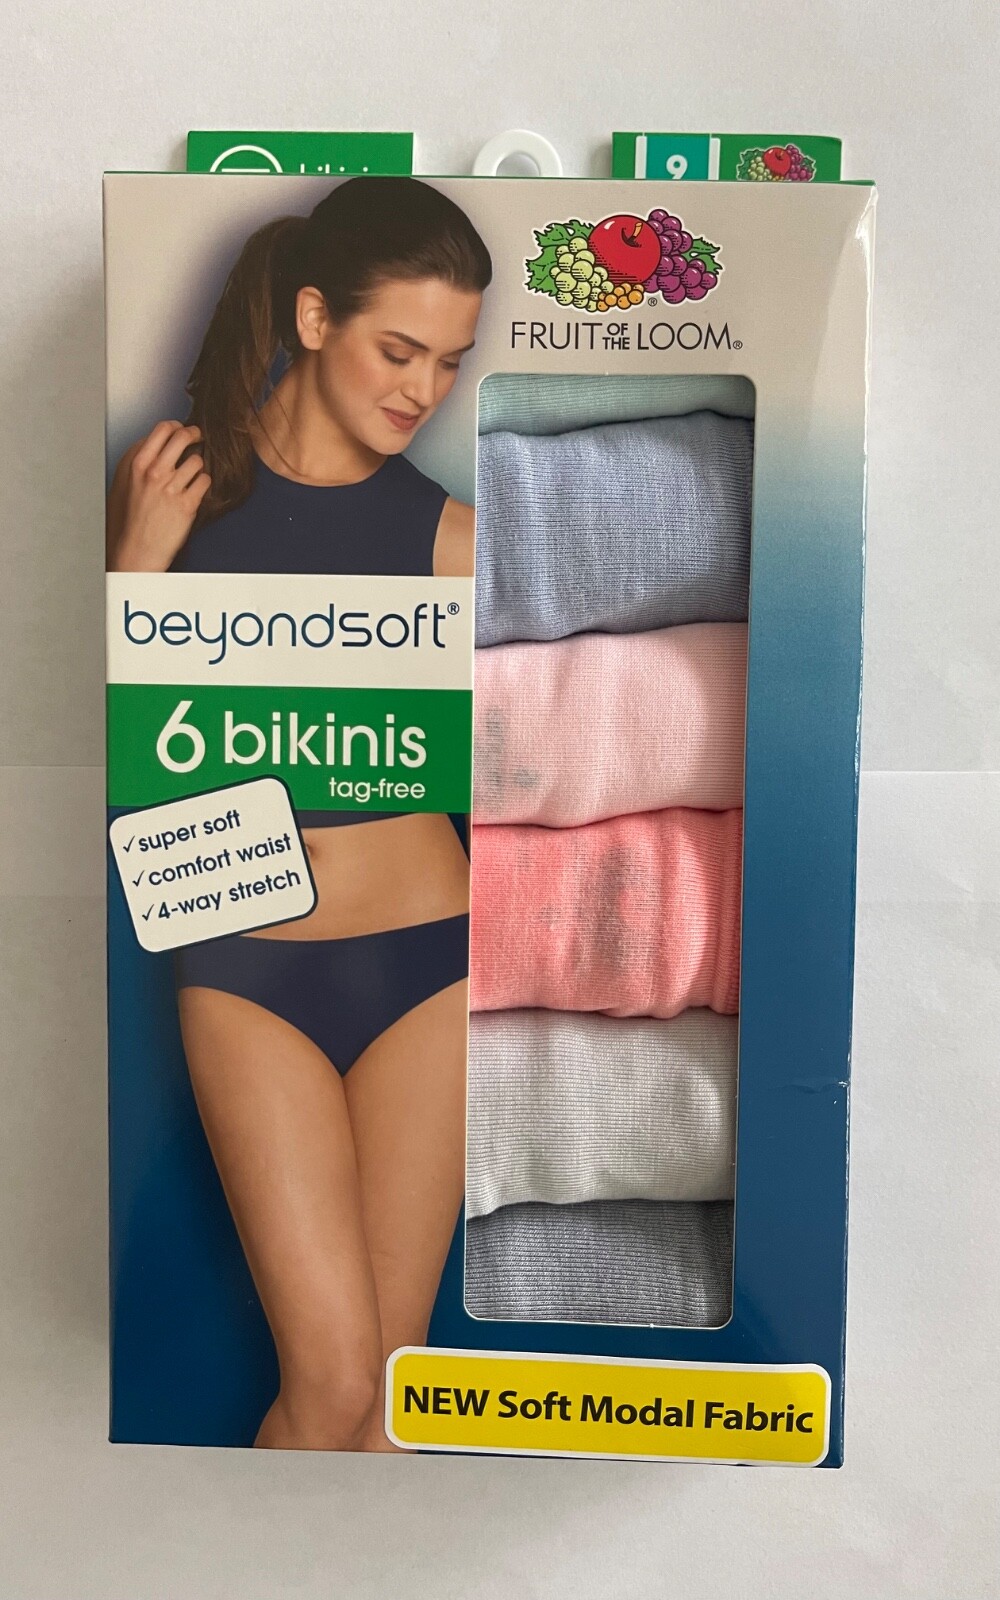 9
FRUIT OF THE LOOM®
beyondsoft®
6 bikinis
tag-free
✓super soft
✓comfort waist
✓4-way stretch
NEW Soft Modal Fabric